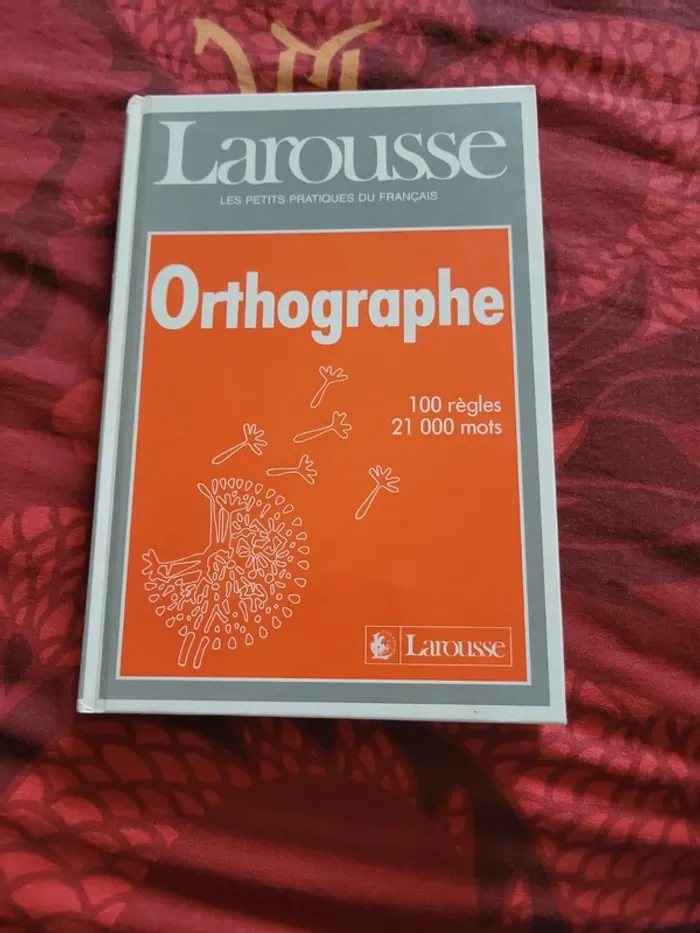 Larousse
LES PETITS PRATIQUES DU FRANÇAIS
Orthographe
100 règles
21 000 mots
Larousse